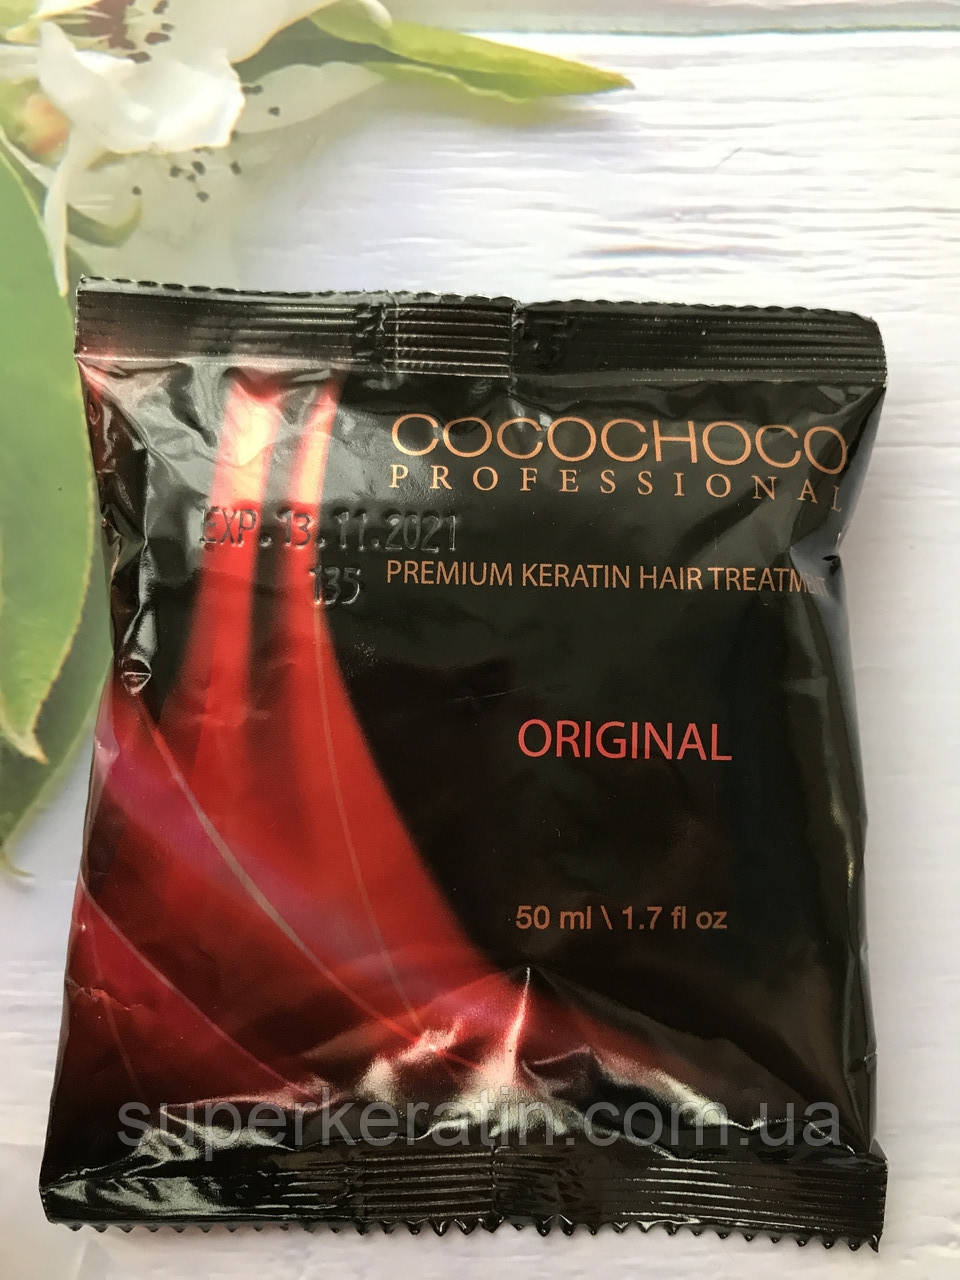 COCOCHOCO
PROFESSIONAL
EXP. 13.11.2021
135
PREMIUM KERATIN HAIR TREATMENT
ORIGINAL
50 ml \ 1.7 fl oz
superkeratin.com.ua